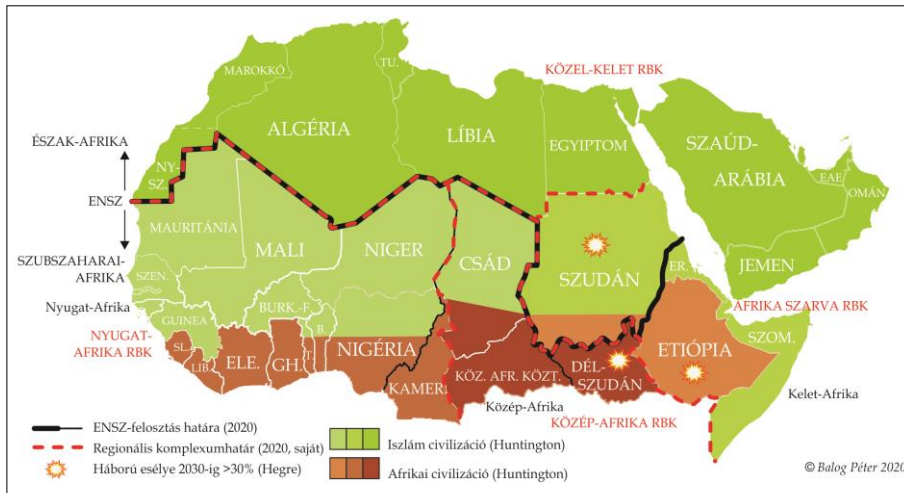 MAROKKÓ
TU.
KÖZEL-KELET RBK
ALGÉRIA
LÍBIA
EGYIPTOM
SZAÚD-
ARÁBIA
EAE
OMÁN
ÉSZAK-AFRIKA
NY-
SZ.
ENSZ
MAURITÁNIA
MALI
NIGER
CSÁD
SZUDÁN
ER.
JEMEN
SZUBSZAHARAI-
AFRIKA
SZEN.
Nyugat-Afrika
GUINEA
BURK.-F.
B.
NYUGAT-
AFRIKA RBK
SL.
LIB.
ELE.
GH.
T.
NIGÉRIA
KAMER.
KÖZ. AFR. KÖZT.
Közép-Afrika
DÉL-
SZUDÁN
KÖZÉP-AFRIKA RBK
ETIÓPIA
AFRIKA SZARVA RBK
SZOM.
Kelet-Afrika
ENSZ-felosztás határa (2020)
Regionális komplexumhatár (2020, saját)
Háború esélye 2030-ig >30% (Hegre)
Iszlám civilizáció (Huntington)
Afrikai civilizáció (Huntington)
© Balog Péter 2020